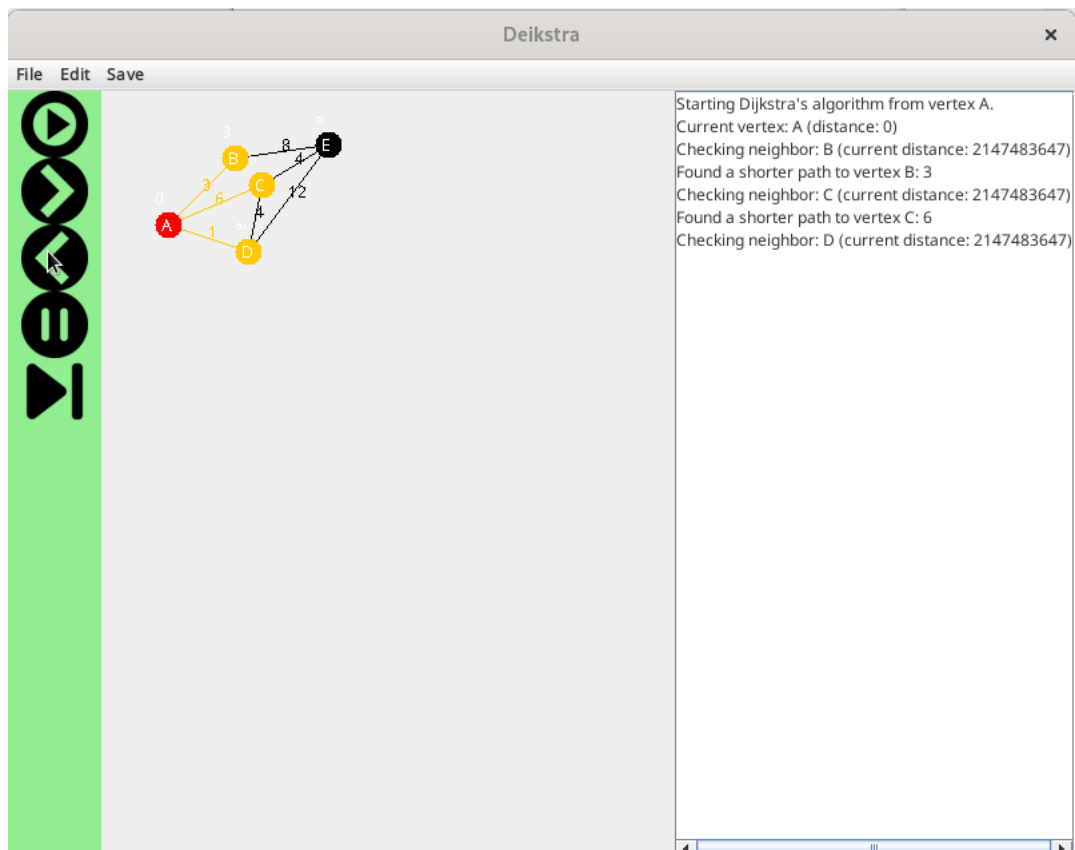 Deikstra
File Edit Save
Starting Dijkstra's algorithm from vertex A.
Current vertex: A (distance: 0)
Checking neighbor: B (current distance: 2147483647)
Found a shorter path to vertex B: 3
Checking neighbor: C (current distance: 2147483647)
Found a shorter path to vertex C: 6
Checking neighbor: D (current distance: 2147483647)
∞
3
8
E
B
4
3
C
12
0
6
4
A
∞
1
D